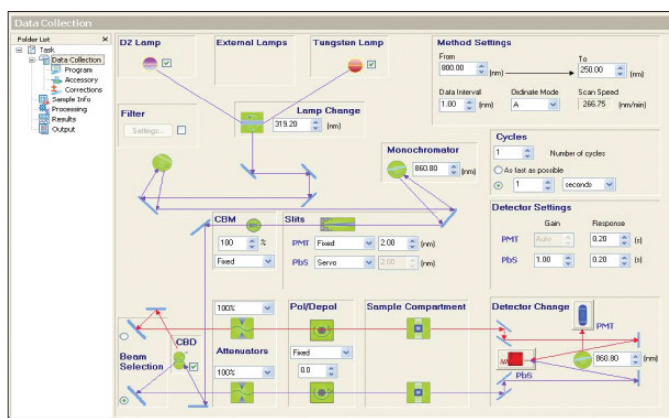 Data Collection
Folder List
Task
Data Collection
Program
Accessory
Corrections
Sample Info
Processing
Results
Output
D2 Lamp
External Lamps
Tungsten Lamp
Method Settings
From
To
800.00 (nm)
250.00 (nm)
Data Interval
Ordinate Mode
Scan Speed
1.00 (nm)
A
266.75 (nm/min)
Lamp Change
319.20 (nm)
Filter
Settings...
Monochromator
860.80 (nm)
Cycles
1 Number of cycles
As fast as possible
1 seconds
CBM
100 %
Fixed
Slits
PMT Fixed 2.00 (nm)
PbS Servo 2.00 (nm)
Detector Settings
Gain Response
PMT Auto 0.20 (s)
PbS 1.00 0.20 (s)
100%
Pol/Depol
Sample Compartment
Detector Change
PMT
CBD
Beam Selection
Attenuators
100%
Fixed
0.0
860.80 (nm)
PbS